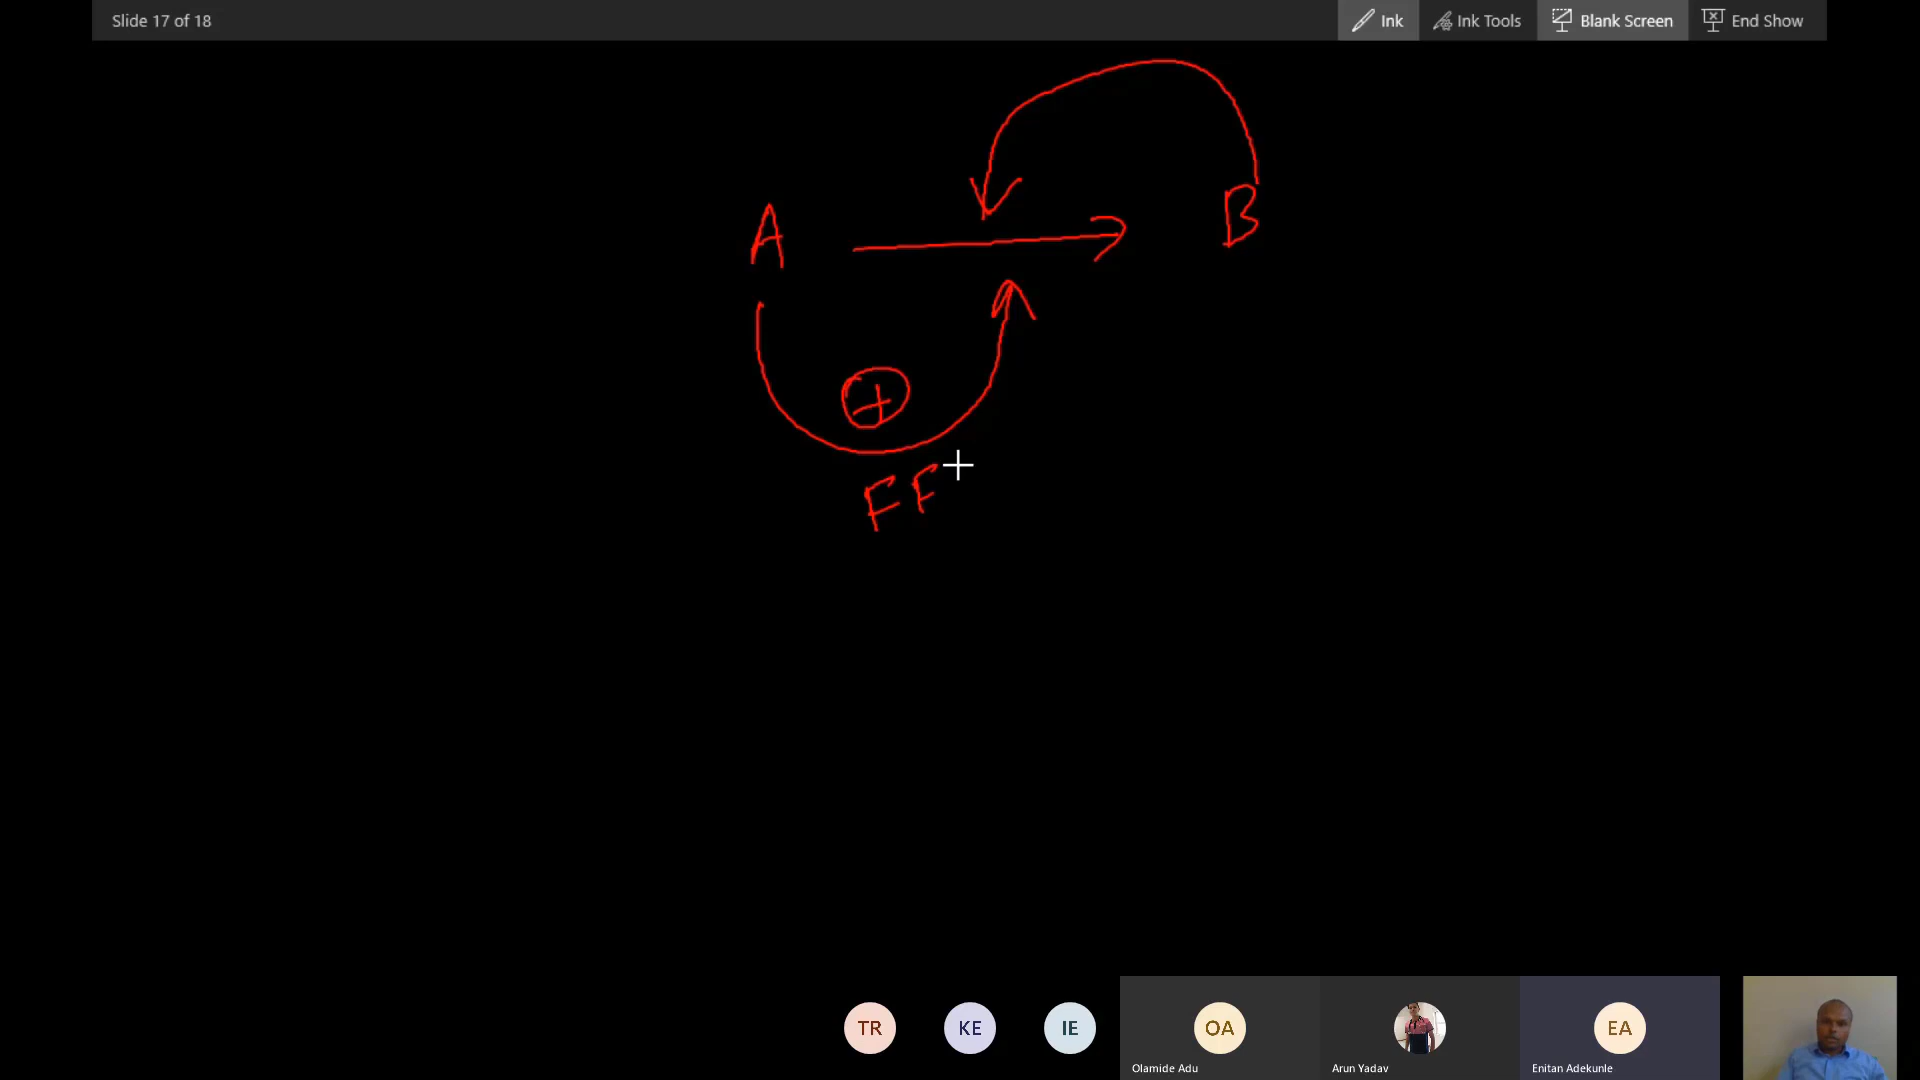 Slide 17 of 18
Ink
Ink Tools
Blank Screen
End Show
A
B
+
FF
TR
KE
IE
OA
EA
Olamide Adu
Arun Yadav
Enitan Adekunle